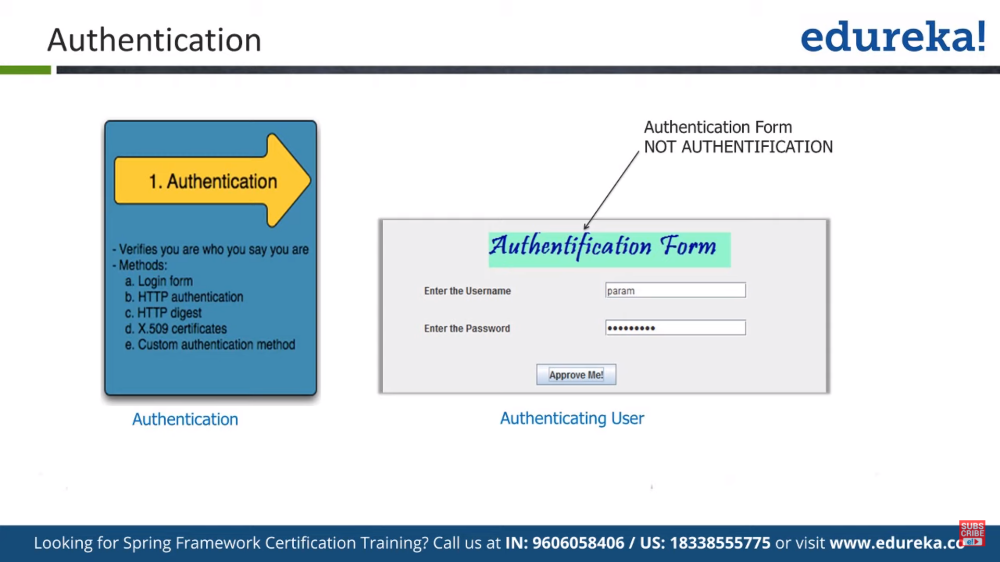 Authentication
edureka!
1. Authentication
- Verifies you are who you say you are
- Methods:
a. Login form
b. HTTP authentication
c. HTTP digest
d. X.509 certificates
e. Custom authentication method
Authentication
Authentication Form
NOT AUTHENTIFICATION
Authentification Form
Enter the Username param
Enter the Password •••••••••
Approve Me!
Authenticating User
Looking for Spring Framework Certification Training? Call us at IN: 9606058406 / US: 18338555775 or visit www.edureka.co
SUBS
CRIBE
e!